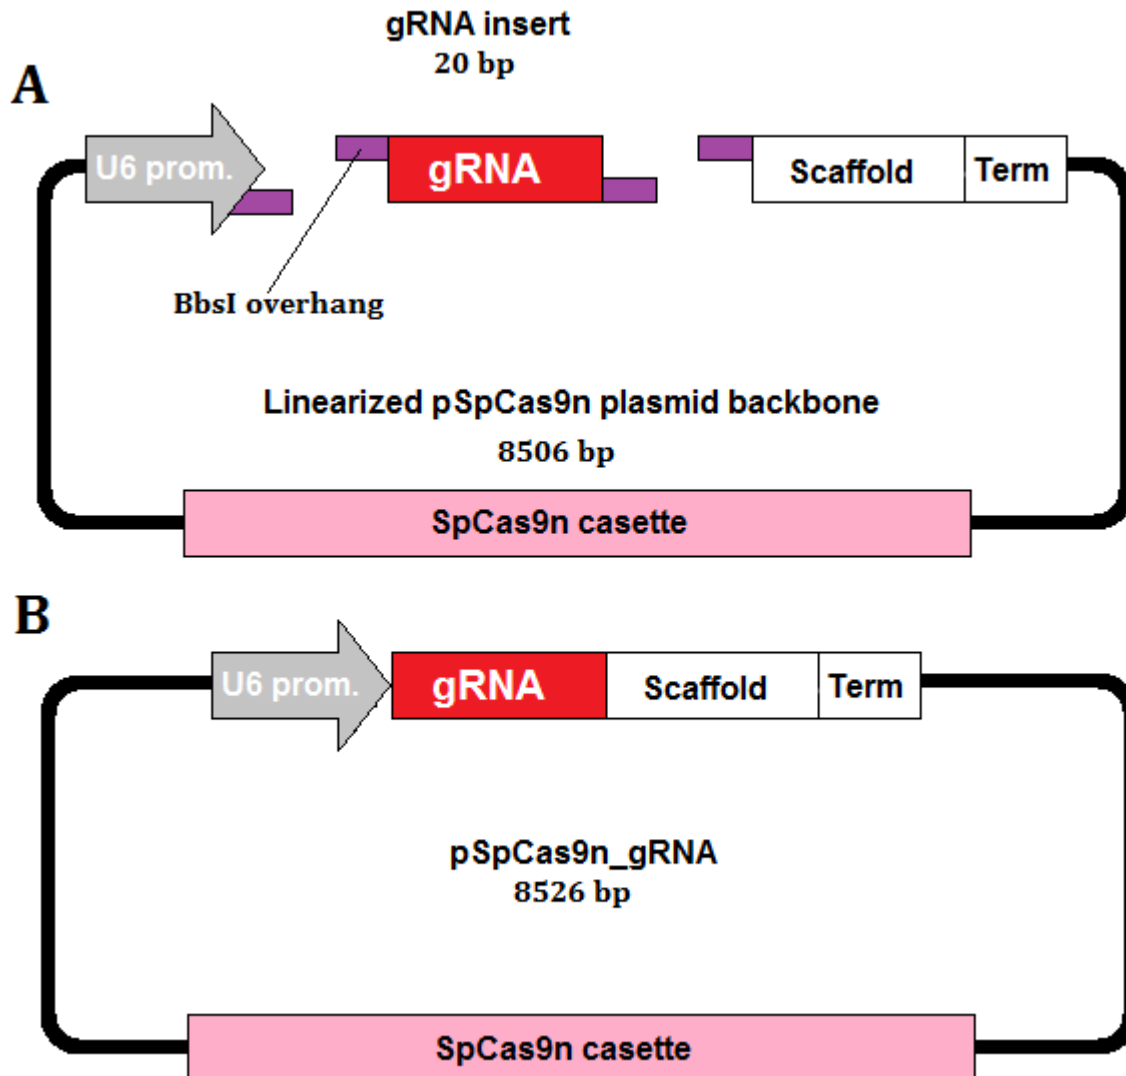 gRNA insert
20 bp
A
U6 prom.
gRNA
Scaffold
Term
BbsI overhang
Linearized pSpCas9n plasmid backbone
8506 bp
SpCas9n casette
B
U6 prom.
gRNA
Scaffold
Term
pSpCas9n_gRNA
8526 bp
SpCas9n casette